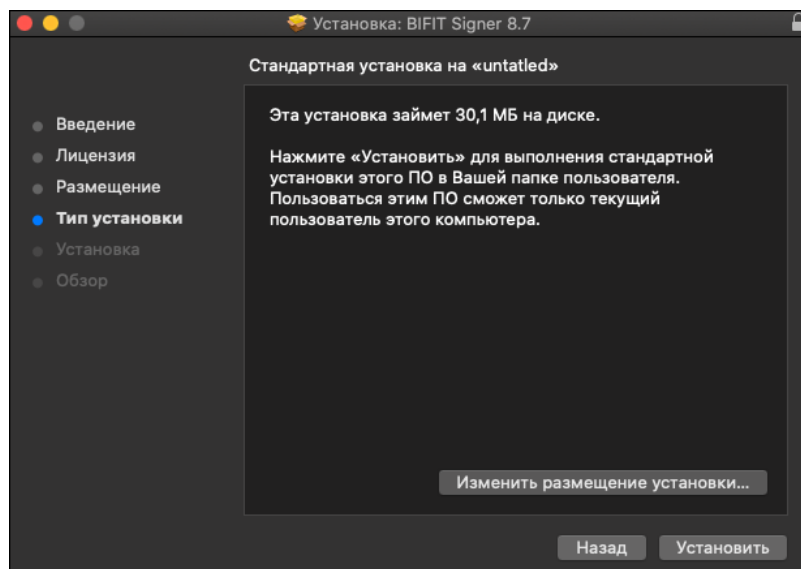 Установка: BIFIT Signer 8.7
Стандартная установка на «untatled»
Введение
Лицензия
Размещение
Тип установки
Установка
Обзор
Эта установка займет 30,1 МБ на диске.
Нажмите «Установить» для выполнения стандартной
установки этого ПО в Вашей папке пользователя.
Пользоваться этим ПО сможет только текущий
пользователь этого компьютера.
Изменить размещение установки...
Назад
Установить